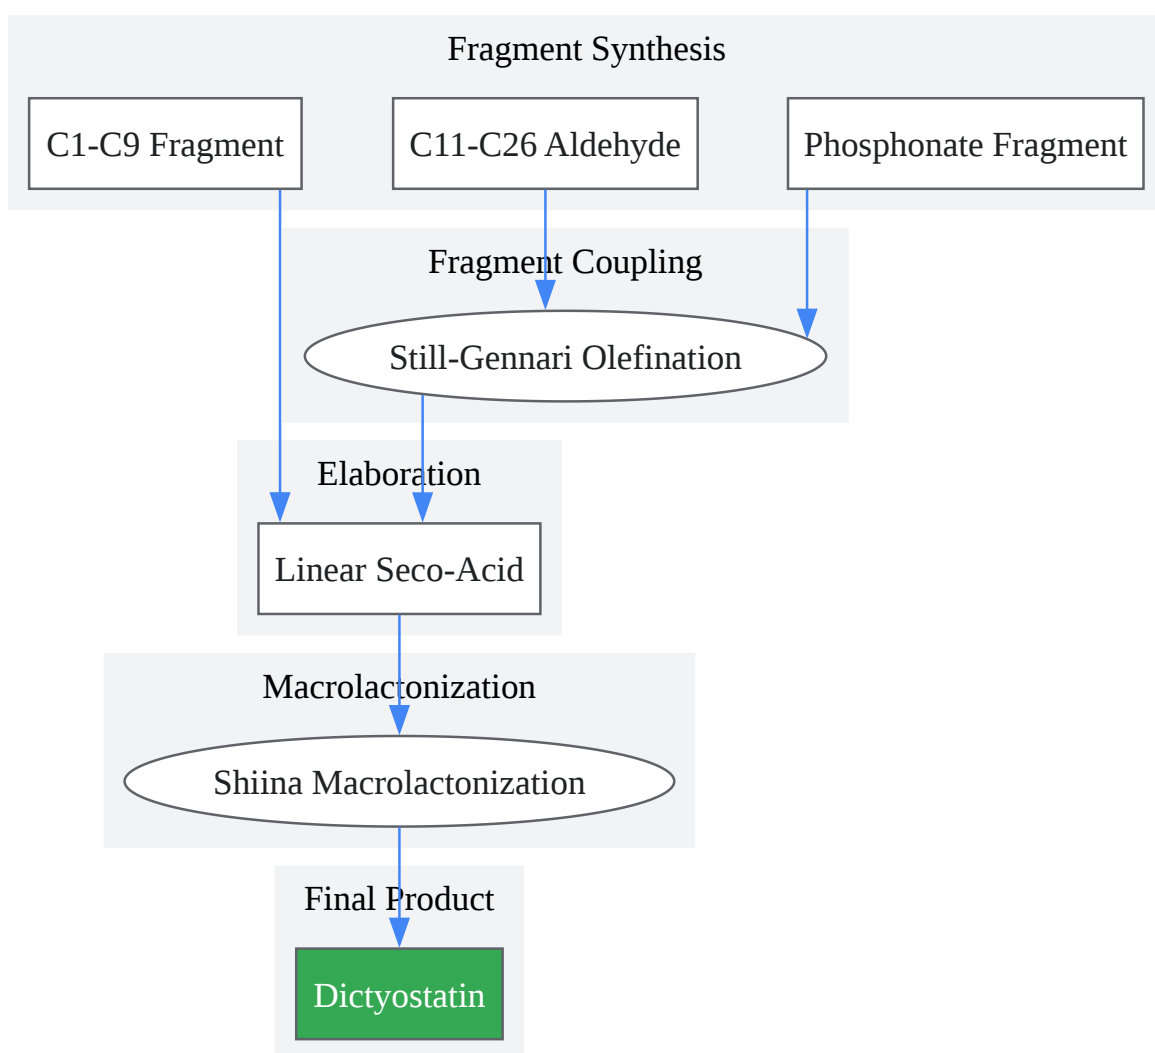 Fragment Synthesis
C1-C9 Fragment
C11-C26 Aldehyde
Phosphonate Fragment
Fragment Coupling
Still-Gennari Olefination
Elaboration
Linear Seco-Acid
Macrolactonization
Shiina Macrolactonization
Final Product
Dictyostatin